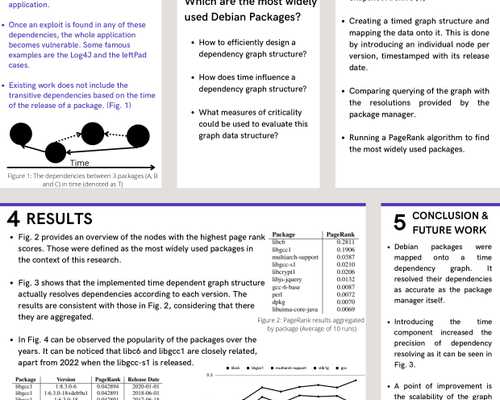 application.
Once an exploit is found in any of these
dependencies, the whole application
becomes vulnerable. Some famous
examples are the Log4J and the leftPad
cases.
Existing work does not include the
transitive dependencies based on the time
of the release of a package. (Fig. 1)
Time
Figure 1: The dependencies between 3 packages (A, B
and C) in time (denoted as T)
Which are the most widely
used Debian Packages?
How to efficiently design a
dependency graph structure?
How does time influence a
dependency graph structure?
What measures of criticality
could be used to evaluate this
graph data structure?
Creating a timed graph structure and
mapping the data onto it. This is done
by introducing an individual node per
version, timestamped with its release
date.
Comparing querying of the graph with
the resolutions provided by the
package manager.
Running a PageRank algorithm to find
the most widely used packages.
4 RESULTS
Fig. 2 provides an overview of the nodes with the highest page rank
scores. Those were defined as the most widely used packages in
the context of this research.
Fig. 3 shows that the implemented time dependent graph structure
actually resolves dependencies according to each version. The
results are consistent with those in Fig. 2, considering that there
they are aggregated.
In Fig. 4 can be observed the popularity of the packages over the
years. It can be noticed that libc6 and libgcc1 are closely related,
apart from 2022 when the libgcc-s1 is released.
Package PageRank
libc6 0.2811
libgcc1 0.1906
multiarch-support 0.0387
libgcc-s1 0.0210
libcrypt1 0.0206
libjs-jquery 0.0132
gcc-6-base 0.0087
perl 0.0072
dpkg 0.0070
libuima-core-java 0.0069
Figure 2: PageRank results aggregated
by package (Average of 10 runs)
Package Version PageRank Release Date
libgcc1 1:8.3.0-6 0.042894 2020-01-01
libgcc1 1:6.3.0-18+deb9u1 0.042891 2018-06-01
5 CONCLUSION &
FUTURE WORK
Debian packages were
mapped onto a time
dependency graph. It
resolved their dependencies
as accurate as the package
manager itself.
Introducing the time
component increased the
precision of dependency
resolving as it can be seen in
Fig. 3.
A point of improvement is
the scalability of the graph